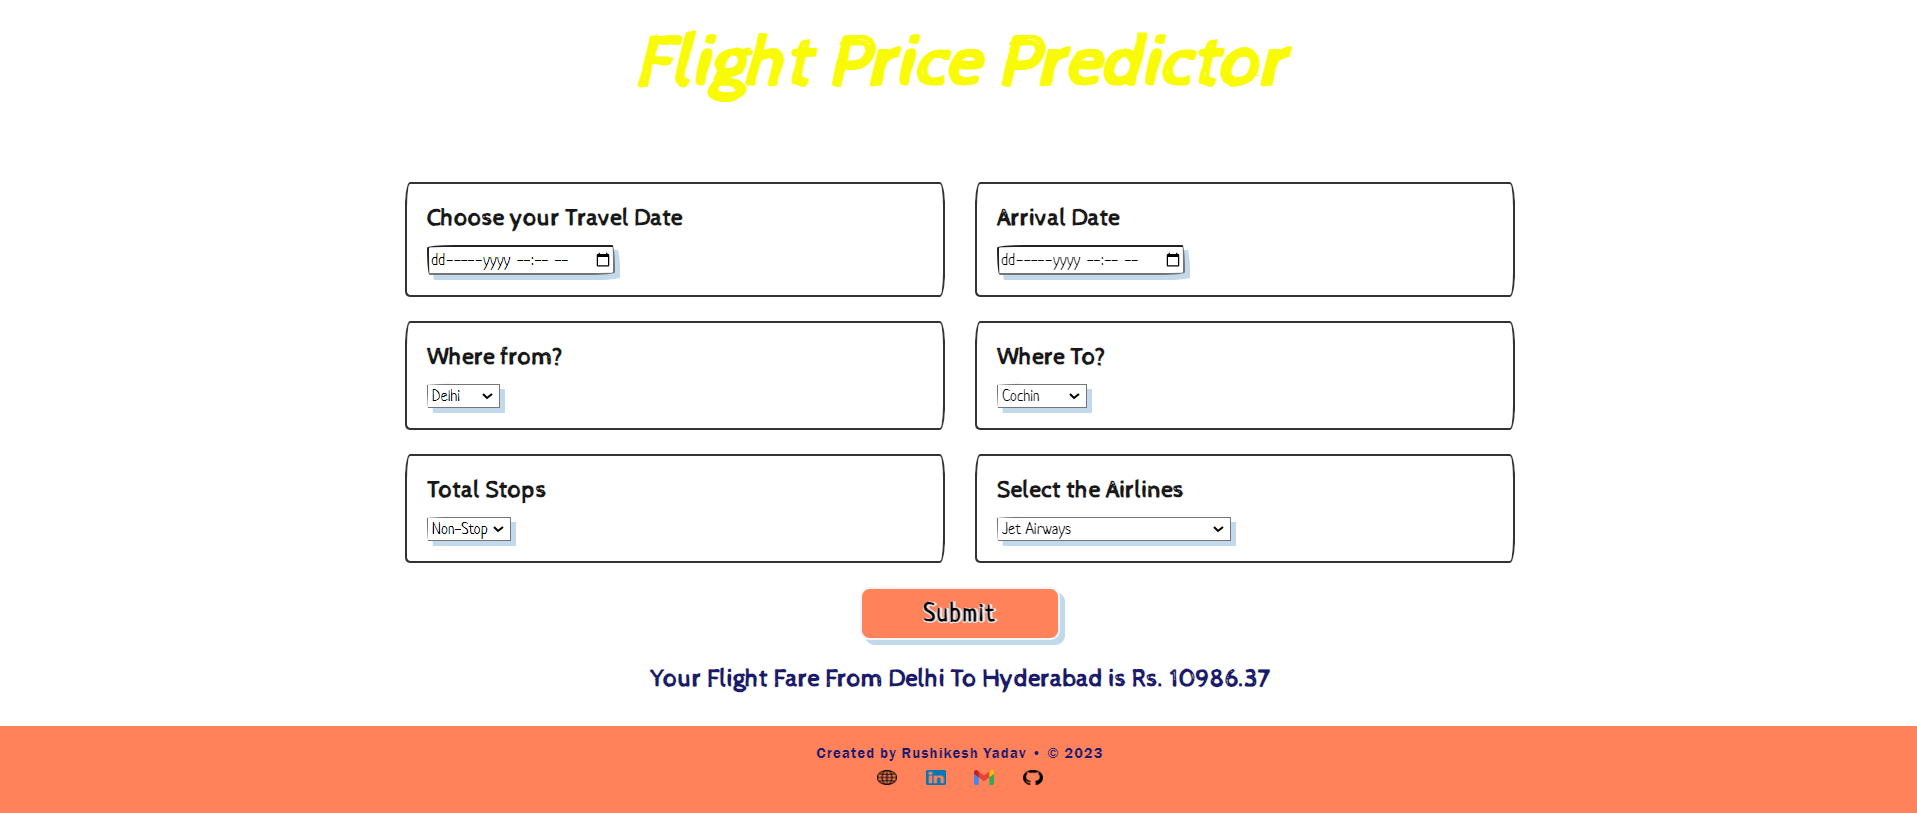 Flight Price Predictor
Choose your Travel Date
Arrival Date
dd-----yyyy --:-- --
dd-----yyyy --:-- --
Where from?
Where To?
Delhi
Cochin
Total Stops
Select the Airlines
Non-Stop
Jet Airways
Submit
Your Flight Fare From Delhi To Hyderabad is Rs. 10986.37
Created by Rushikesh Yadav • © 2023
in